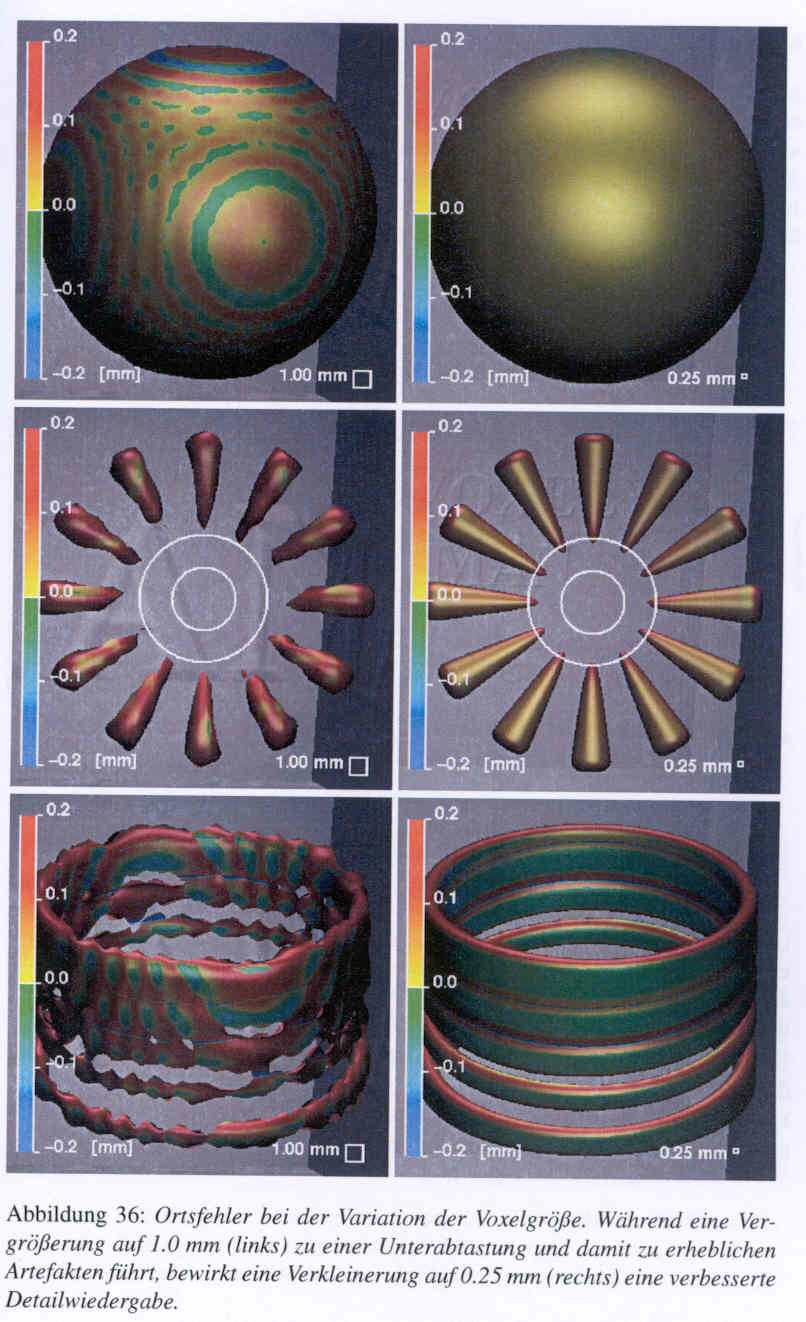 0.2
0.1
0.0
−0.1
−0.2 [mm]
1.00 mm
0.2
0.1
0.0
−0.1
−0.2 [mm]
0.25 mm
0.2
0.1
0.0
−0.1
−0.2 [mm]
1.00 mm
0.2
0.1
0.0
−0.1
−0.2 [mm]
0.25 mm
0.2
0.1
0.0
−0.1
−0.2 [mm]
1.00 mm
0.2
0.1
0.0
−0.1
−0.2 [mm]
0.25 mm
Abbildung 36: Ortsfehler bei der Variation der Voxelgröße. Während eine Ver-
größerung auf 1.0 mm (links) zu einer Unterabtastung und damit zu erheblichen
Artefakten führt, bewirkt eine Verkleinerung auf 0.25 mm (rechts) eine verbesserte
Detailwiedergabe.